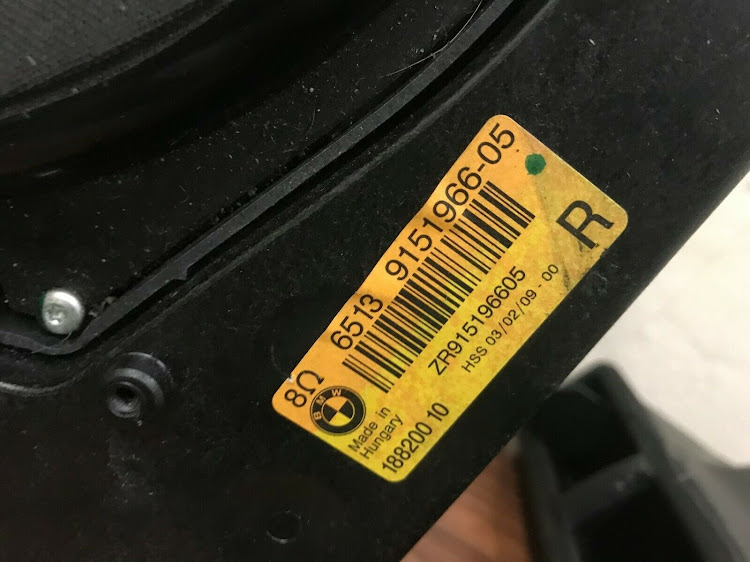 8Ω 6513 9151966-05
R
ZR915196605
HSS 03/02/09 - 00
BMW
Made in
Hungary
188200 10